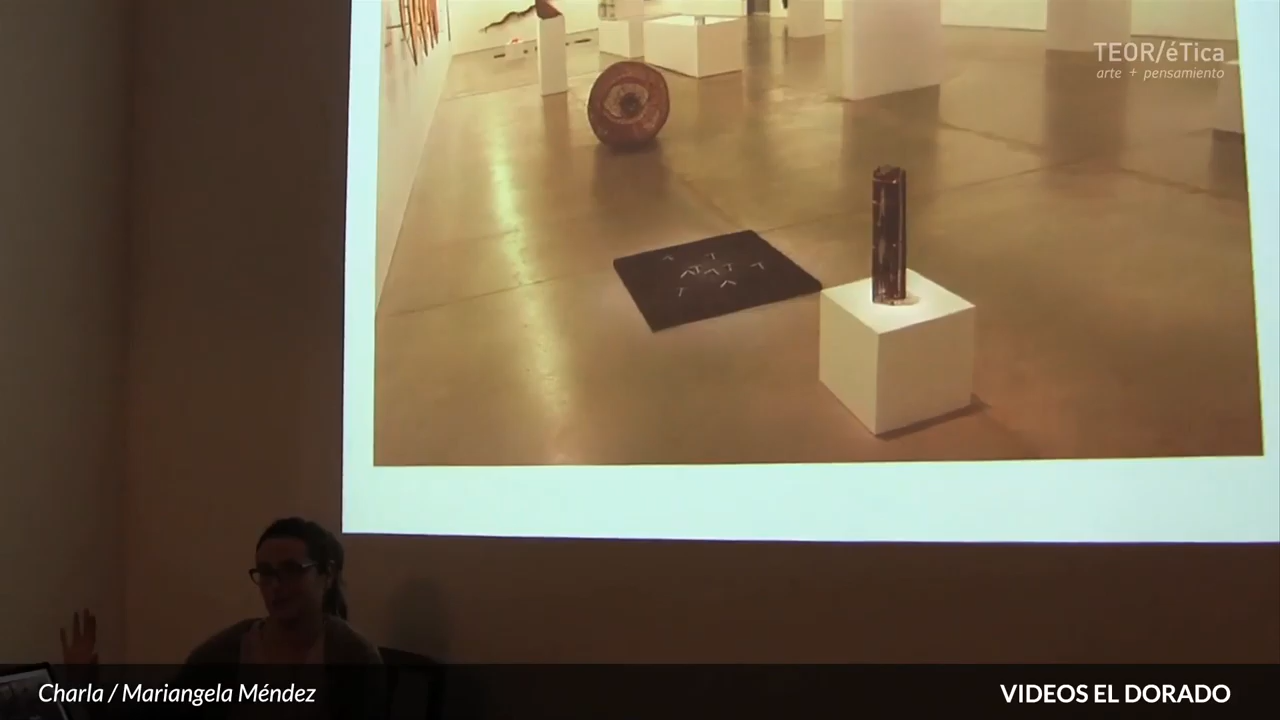 TEOR/éTica
arte + pensamiento
Charla / Mariangela Méndez
VIDEOS EL DORADO